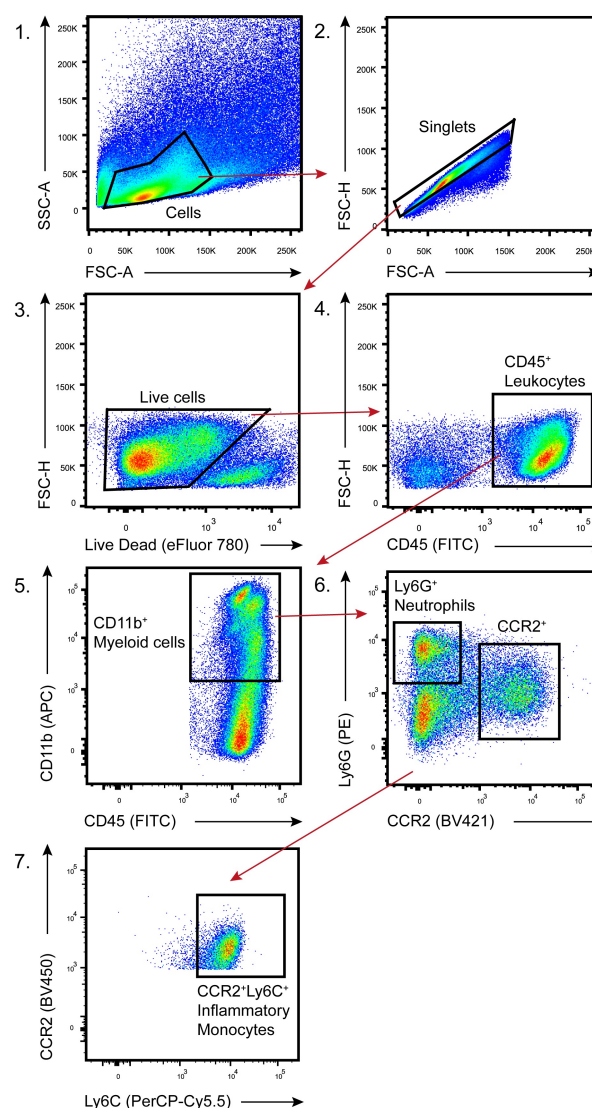 1.
SSC-A
250K
200K
150K
100K
50K
0
Cells
0
50K
100K
150K
200K
250K
FSC-A
2.
FSC-H
250K
200K
150K
100K
50K
0
Singlets
0
50K
100K
150K
200K
250K
FSC-A
3.
FSC-H
250K
200K
150K
100K
50K
0
Live cells
0
10³
10⁴
Live Dead (eFluor 780)
4.
FSC-H
250K
200K
150K
100K
50K
0
CD45⁺
Leukocytes
0
10³
10⁴
10⁵
CD45 (FITC)
5.
CD11b (APC)
10⁵
10⁴
10³
0
CD11b⁺
Myeloid cells
0
10³
10⁴
10⁵
CD45 (FITC)
6.
Ly6G (PE)
10⁵
10⁴
10³
0
Ly6G⁺
Neutrophils
CCR2⁺
0
10³
10⁴
10⁵
CCR2 (BV421)
7.
CCR2 (BV450)
10⁵
10⁴
10³
0
CCR2⁺Ly6C⁺
Inflammatory
Monocytes
0
10³
10⁴
10⁵
Ly6C (PerCP-Cy5.5)